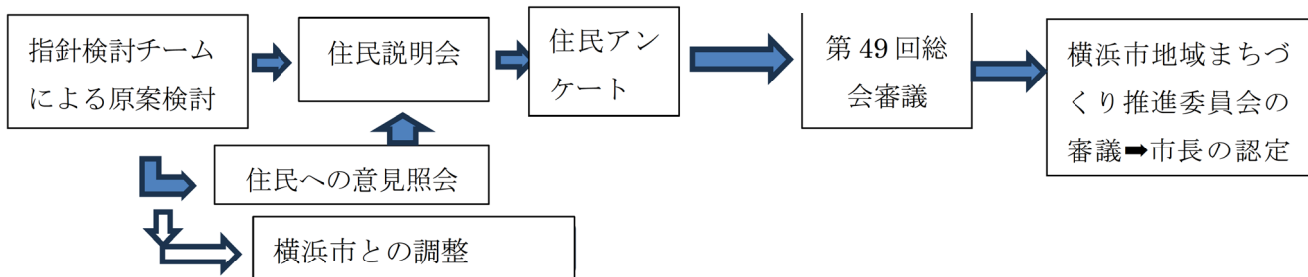 指針検討チーム
による原案検討
住民説明会
住民アン
ケート
第 49 回総
会審議
横浜市地域まちづ
くり推進委員会の
審議➡市長の認定
住民への意見照会
横浜市との調整